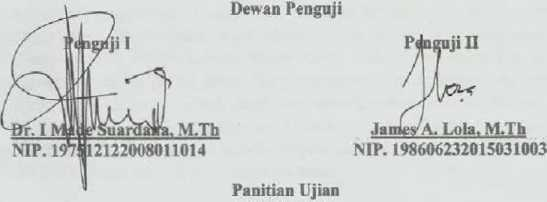 Dewan Penguji
Penguji I
Penguji II
Dr. I Made Suardana, M.Th
James A. Lola, M.Th
NIP. 197512122008011014
NIP. 198606232015031003
Panitian Ujian